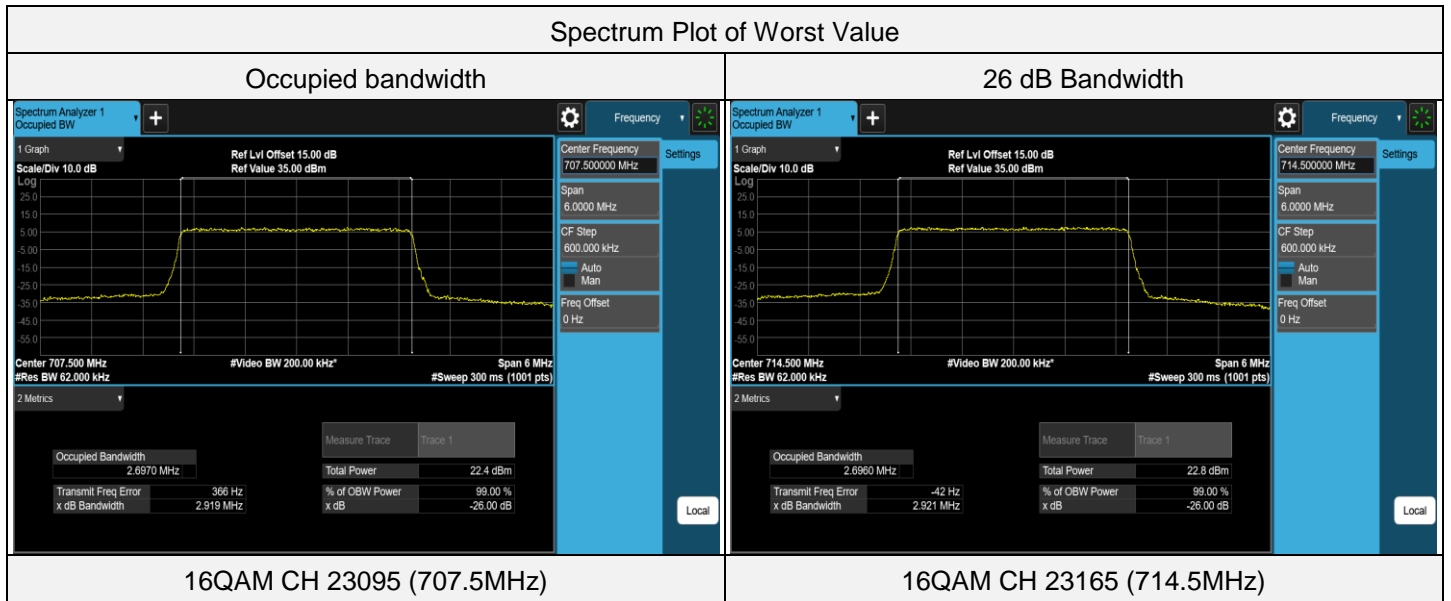 Spectrum Plot of Worst Value
Occupied bandwidth
26 dB Bandwidth
Spectrum Analyzer 1
Occupied BW
+
Frequency
1 Graph
Ref Lvl Offset 15.00 dB
Scale/Div 10.0 dB
Ref Value 35.00 dBm
Log
25.0
15.0
5.00
-5.00
-15.0
-25.0
-35.0
-45.0
-55.0
Center 707.500 MHz
#Video BW 200.00 kHz*
Span 6 MHz
#Res BW 62.000 kHz
#Sweep 300 ms (1001 pts)
Center Frequency
707.500000 MHz
Settings
Span
6.0000 MHz
CF Step
600.000 kHz
Auto
Man
Freq Offset
0 Hz
2 Metrics
Measure Trace Trace 1
Occupied Bandwidth
2.6970 MHz
Total Power 22.4 dBm
Transmit Freq Error 366 Hz
% of OBW Power 99.00 %
x dB Bandwidth 2.919 MHz
x dB -26.00 dB
Local
Spectrum Analyzer 1
Occupied BW
+
Frequency
1 Graph
Ref Lvl Offset 15.00 dB
Scale/Div 10.0 dB
Ref Value 35.00 dBm
Log
25.0
15.0
5.00
-5.00
-15.0
-25.0
-35.0
-45.0
-55.0
Center 714.500 MHz
#Video BW 200.00 kHz*
Span 6 MHz
#Res BW 62.000 kHz
#Sweep 300 ms (1001 pts)
Center Frequency
714.500000 MHz
Settings
Span
6.0000 MHz
CF Step
600.000 kHz
Auto
Man
Freq Offset
0 Hz
2 Metrics
Measure Trace Trace 1
Occupied Bandwidth
2.6960 MHz
Total Power 22.8 dBm
Transmit Freq Error -42 Hz
% of OBW Power 99.00 %
x dB Bandwidth 2.921 MHz
x dB -26.00 dB
Local
16QAM CH 23095 (707.5MHz)
16QAM CH 23165 (714.5MHz)